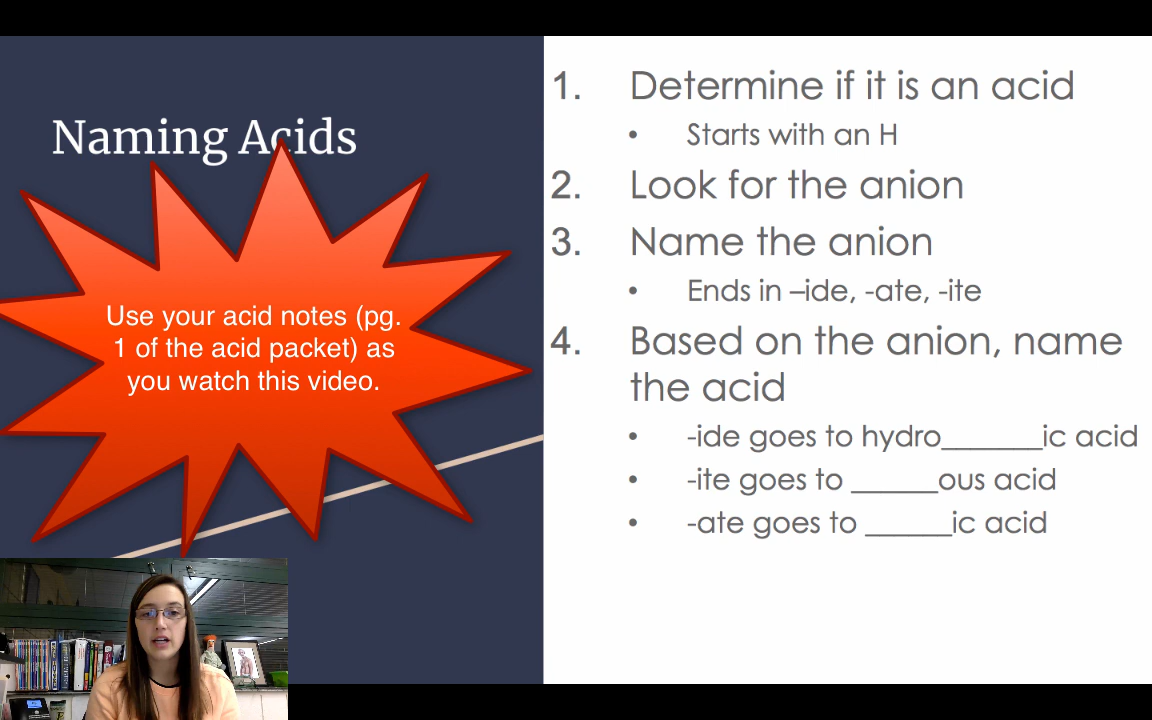 Naming Acids
Use your acid notes (pg.
1 of the acid packet) as
you watch this video.
1. Determine if it is an acid
• Starts with an H
2. Look for the anion
3. Name the anion
• Ends in –ide, -ate, -ite
4. Based on the anion, name
the acid
• -ide goes to hydro_______ic acid
• -ite goes to ______ous acid
• -ate goes to ______ic acid